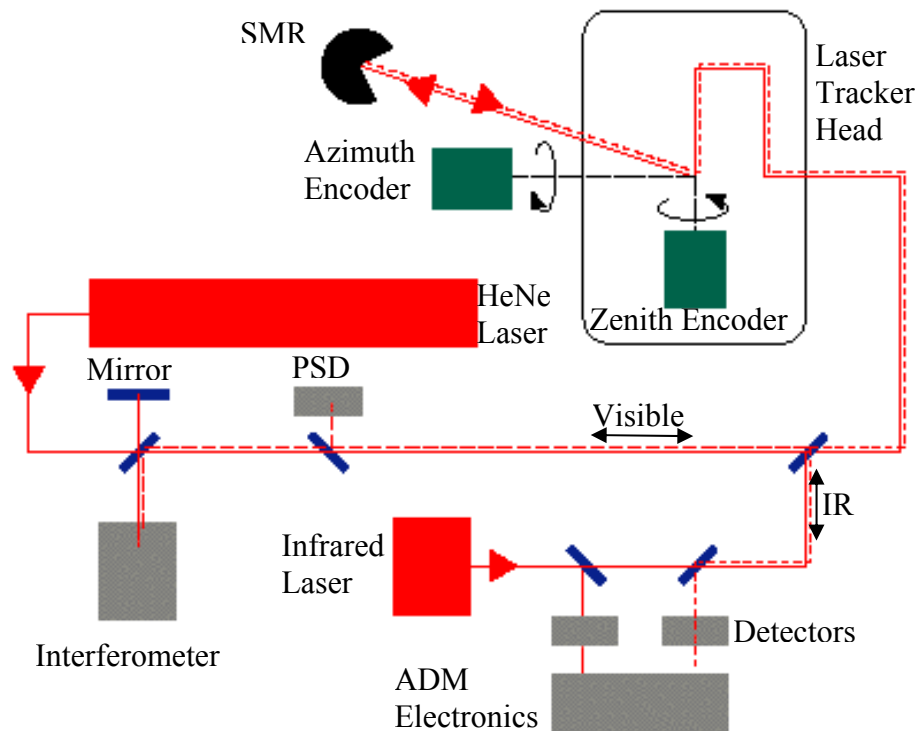 SMR
Laser
Tracker
Head
Azimuth
Encoder
Zenith Encoder
HeNe
Laser
Mirror
PSD
Visible
IR
Infrared
Laser
Interferometer
Detectors
ADM
Electronics